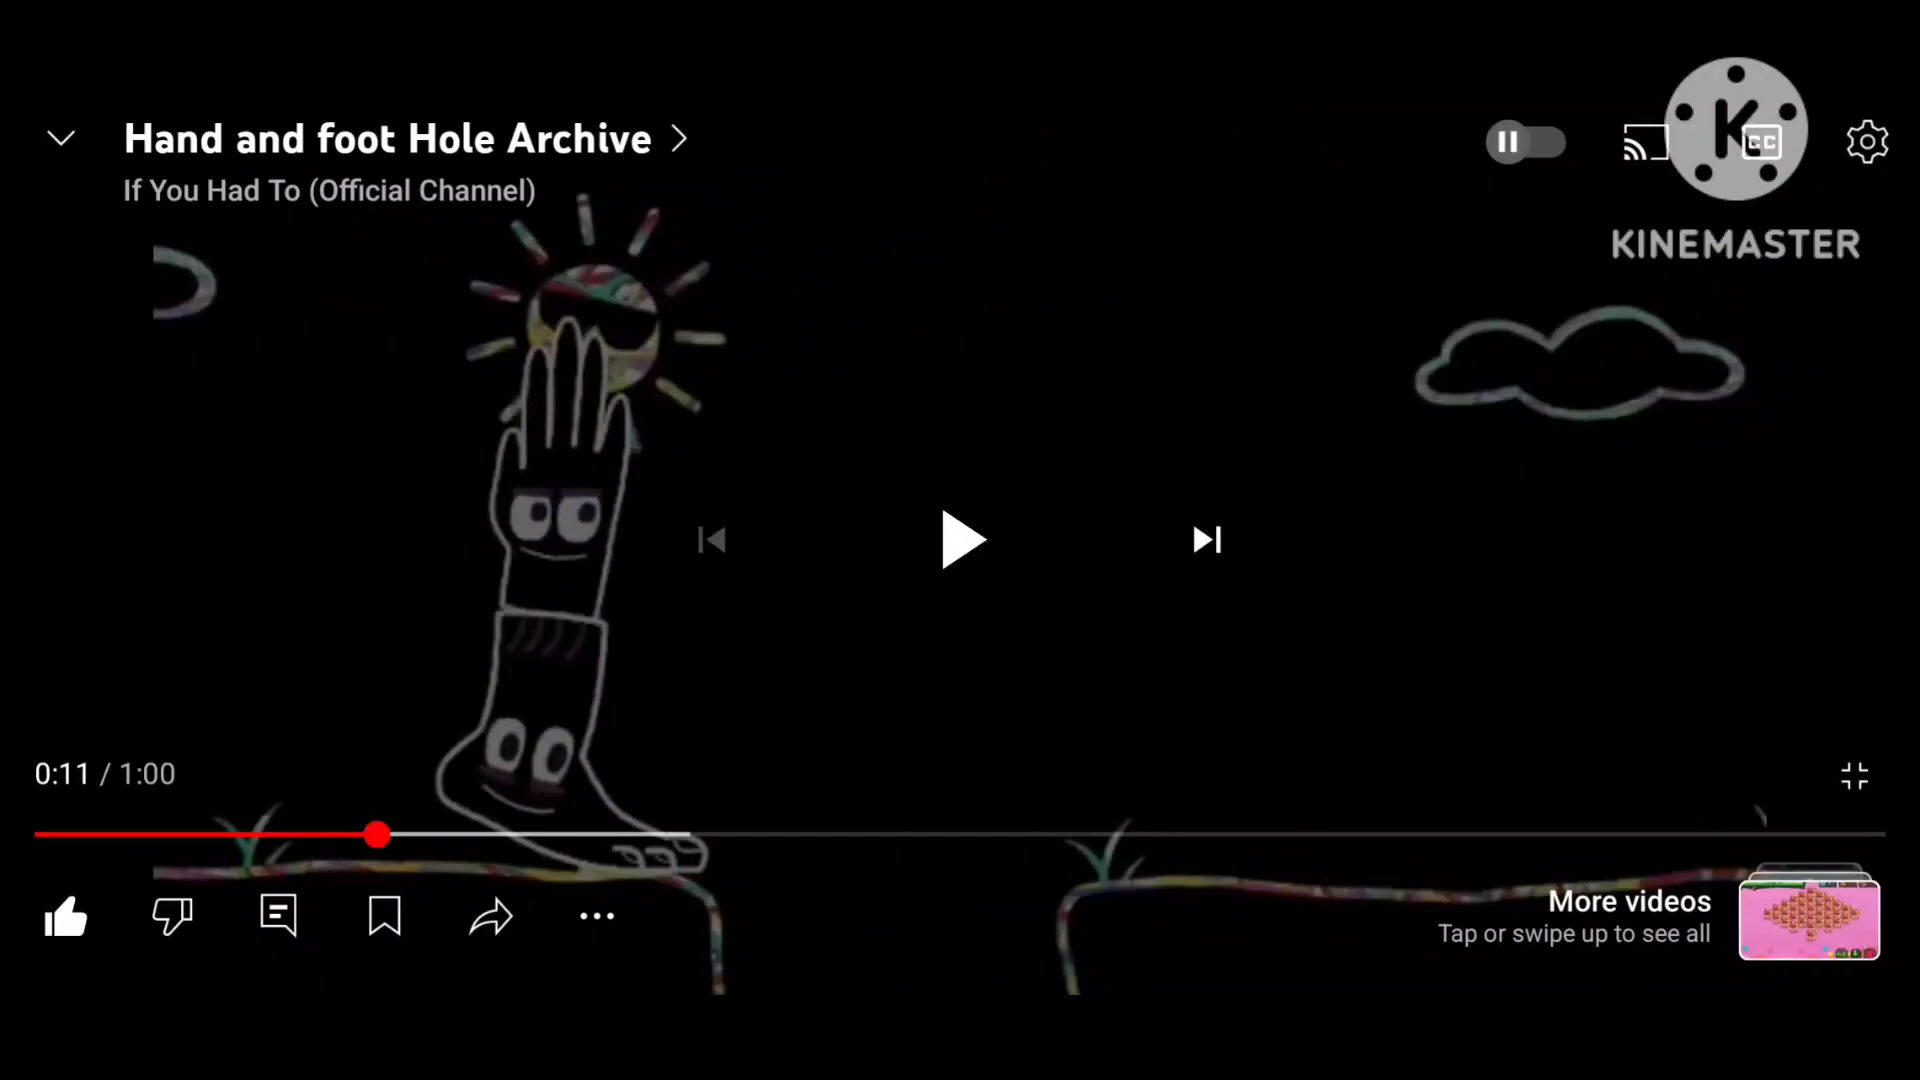 Hand and foot Hole Archive
If You Had To (Official Channel)
K
CC
KINEMASTER
0:11 / 1:00
More videos
Tap or swipe up to see all